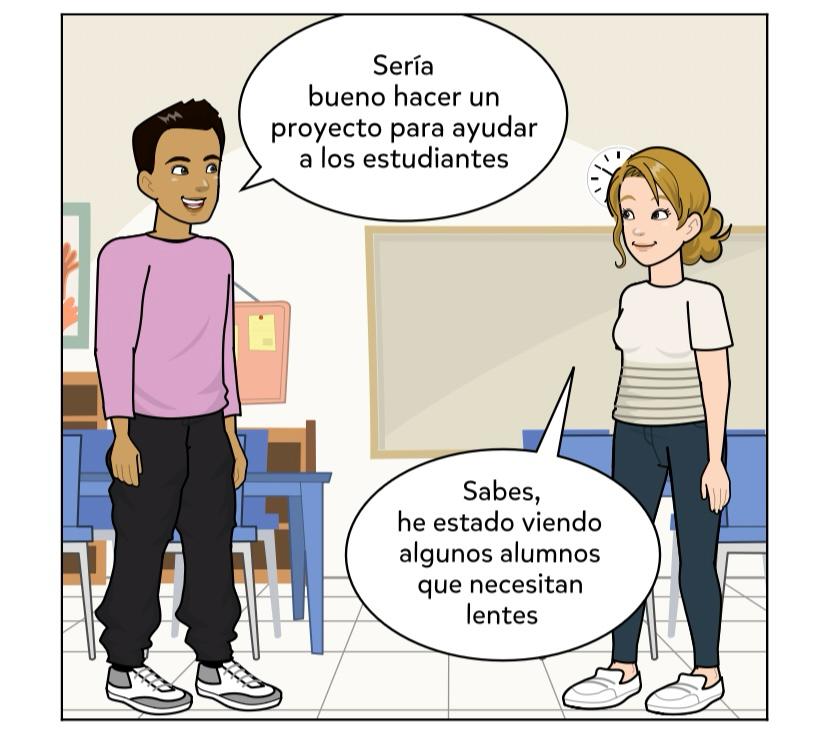 Sería
bueno hacer un
proyecto para ayudar
a los estudiantes
Sabes,
he estado viendo
algunos alumnos
que necesitan
lentes